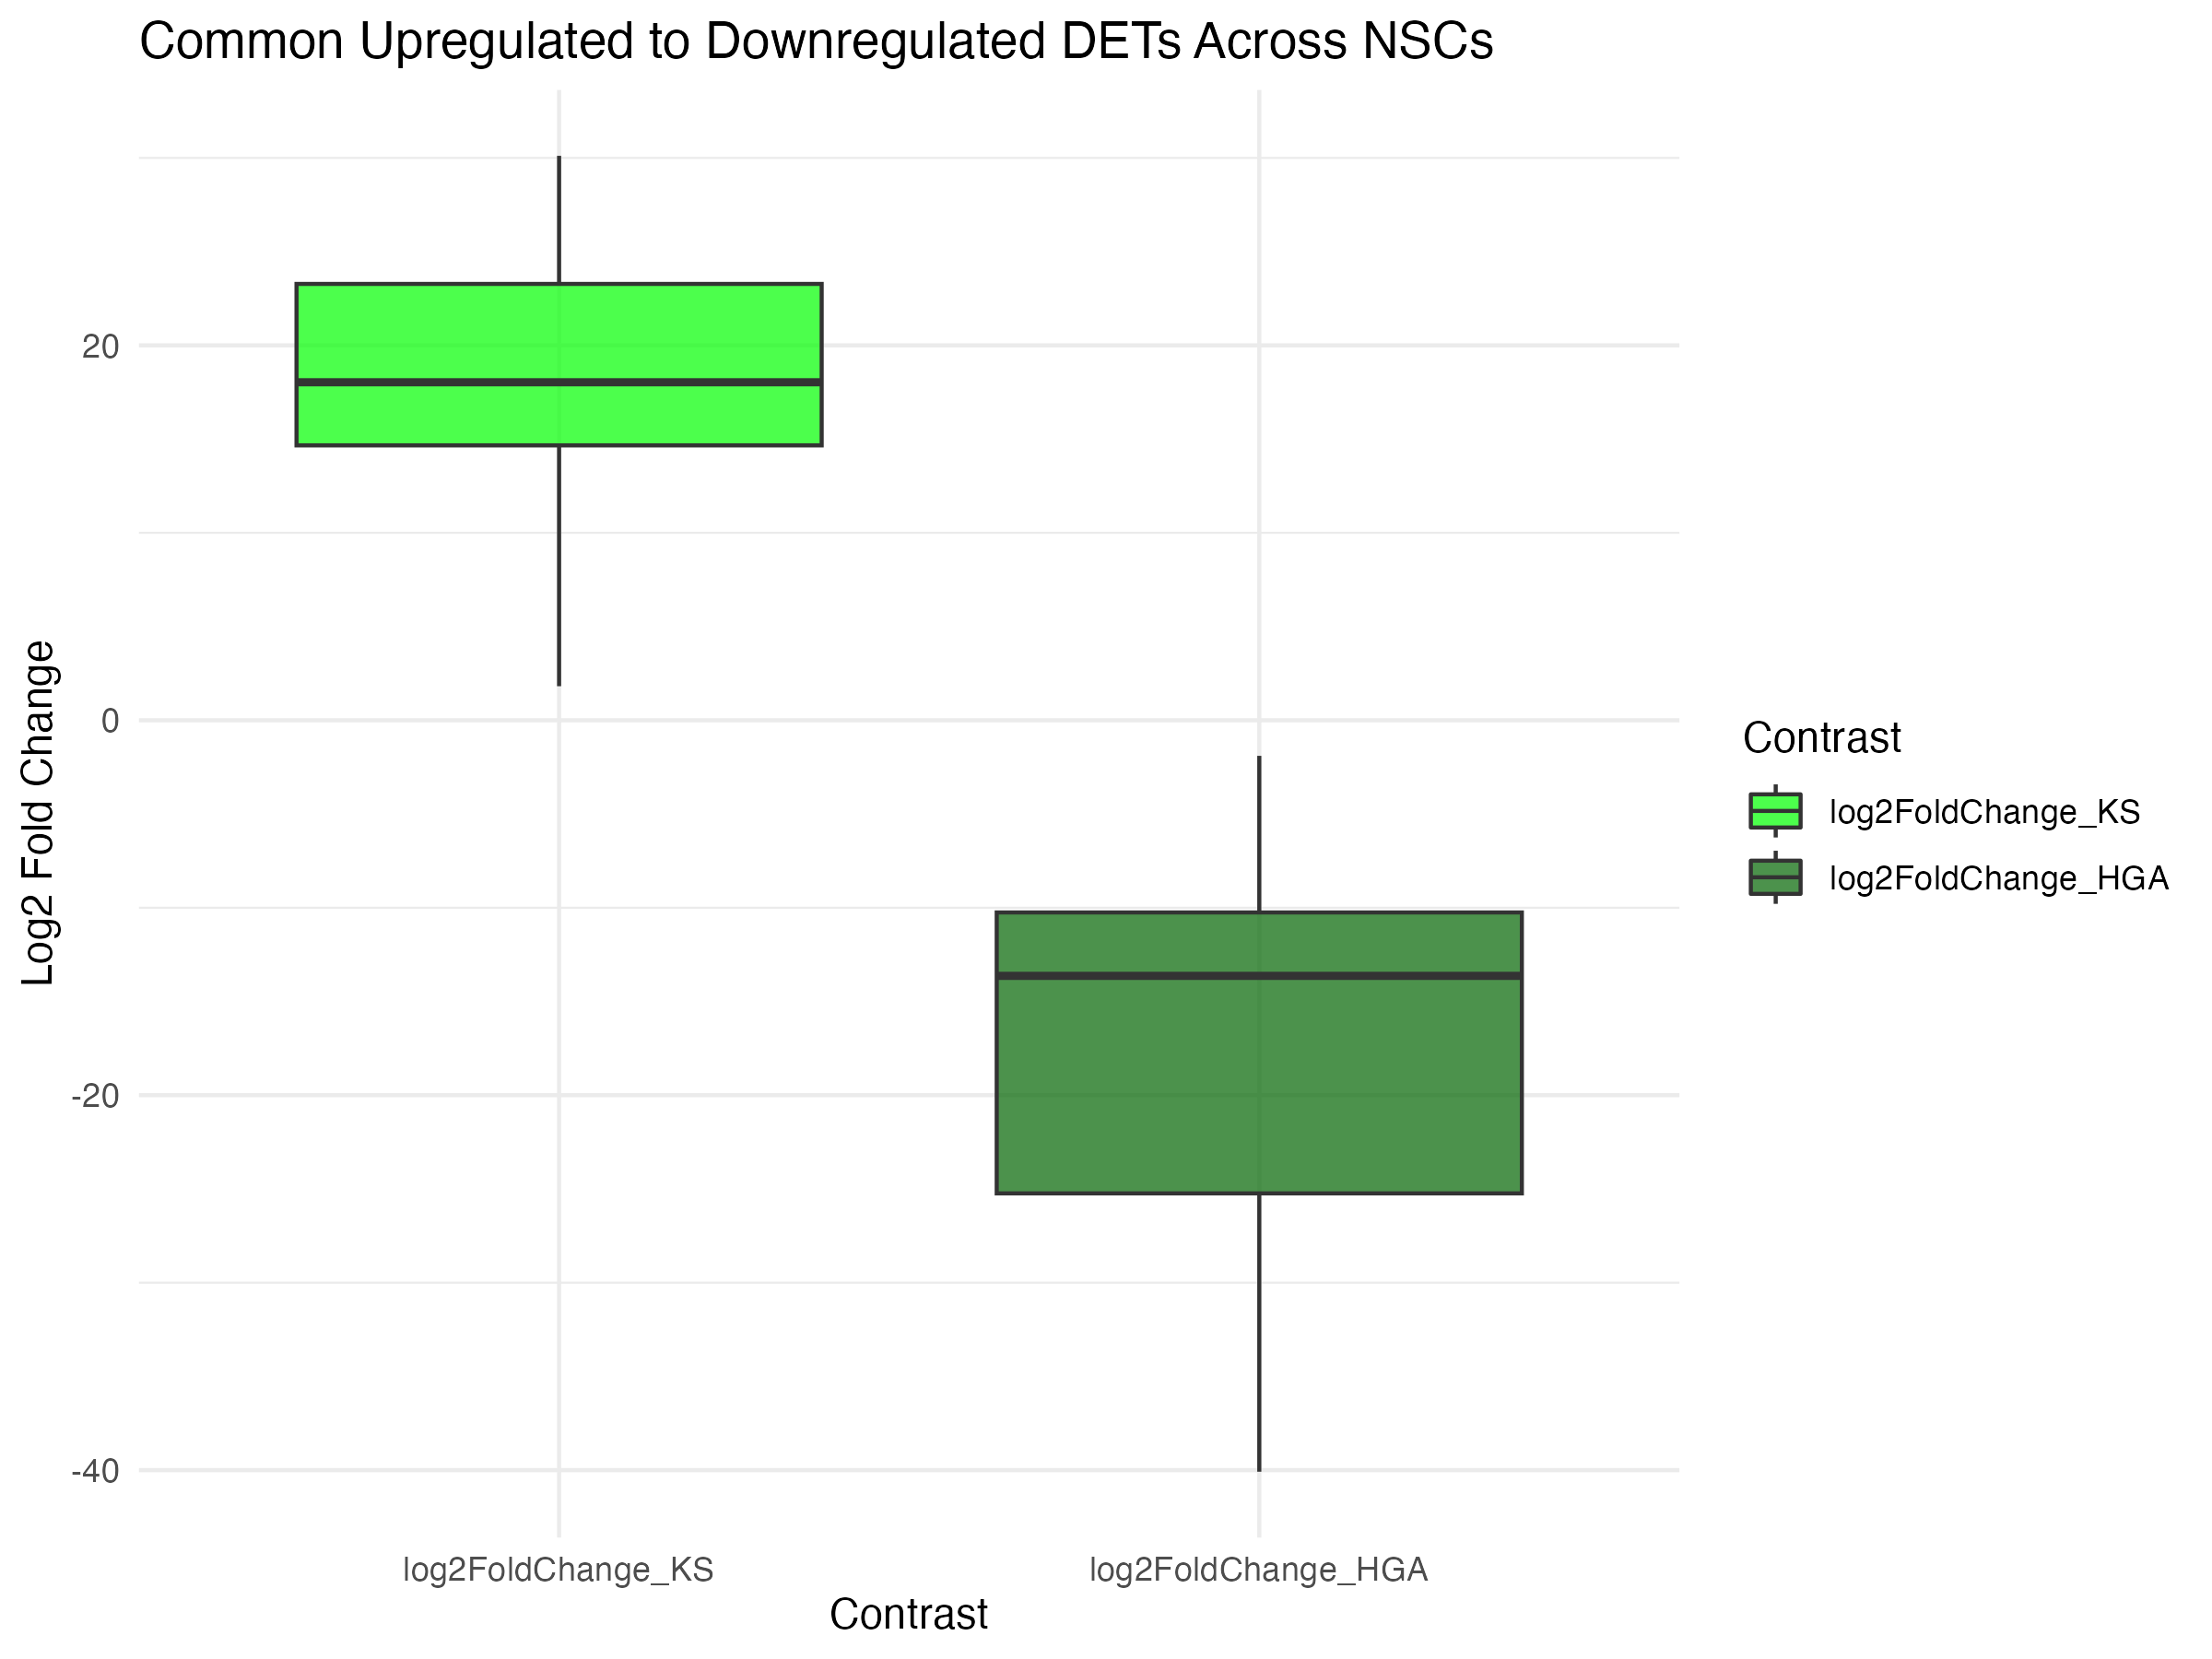 Common Upregulated to Downregulated DETs Across NSCs
Log2 Fold Change
20
0
-20
-40
log2FoldChange_KS
log2FoldChange_HGA
Contrast
Contrast
log2FoldChange_KS
log2FoldChange_HGA